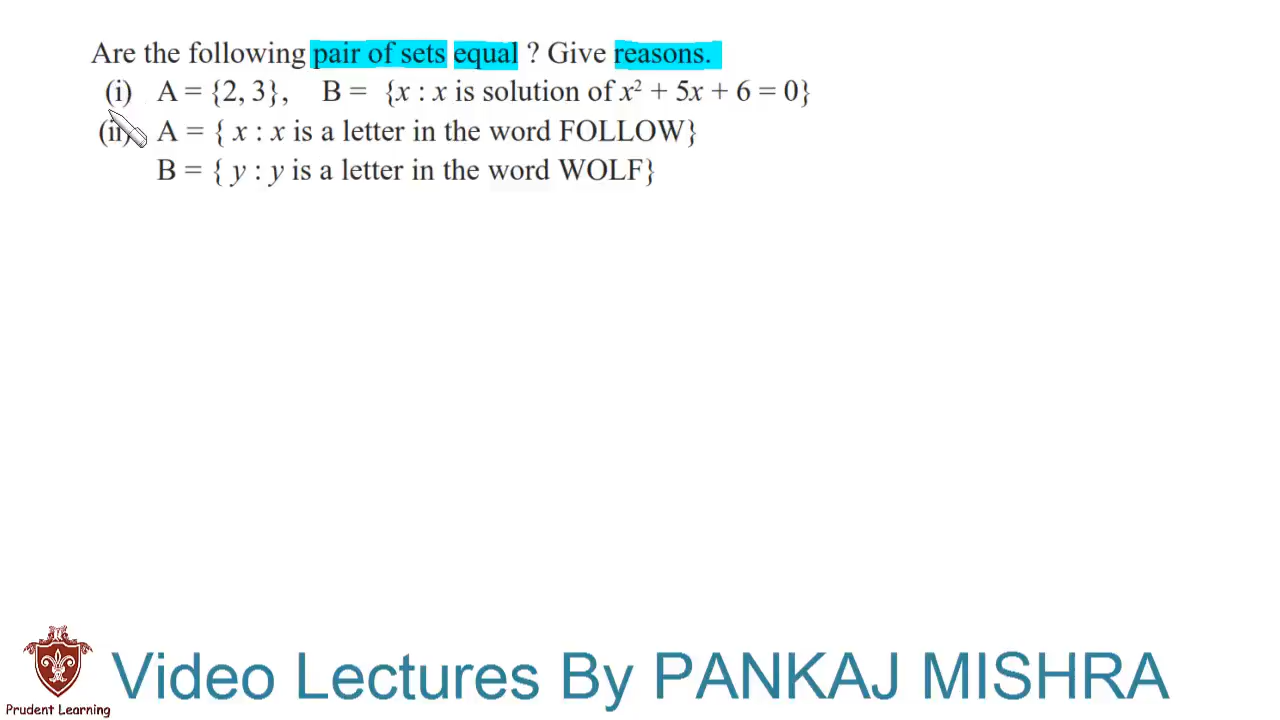 Are the following pair of sets equal ? Give reasons.
(i) A = {2, 3}, B = {x : x is solution of x² + 5x + 6 = 0}
(ii) A = { x : x is a letter in the word FOLLOW}
B = { y : y is a letter in the word WOLF}
Video Lectures By PANKAJ MISHRA
Prudent Learning